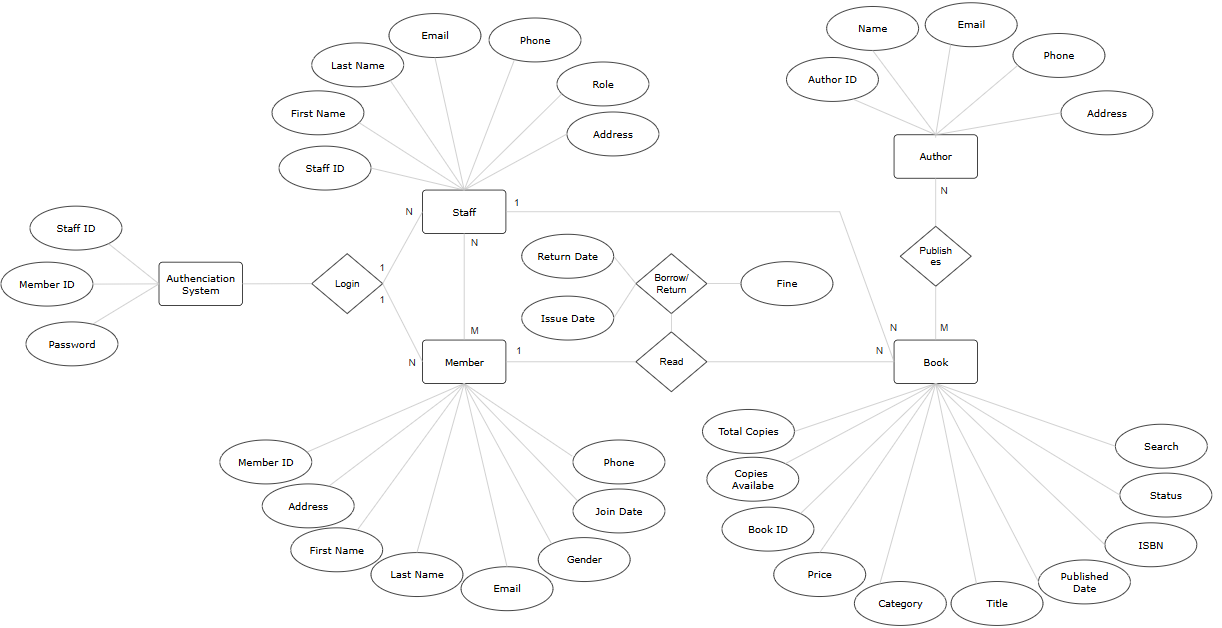 Email
Phone
Last Name
Role
First Name
Address
Staff ID
Name
Email
Phone
Author ID
Address
Author
N
Publish
es
M
Staff
N
1
N
M
Staff ID
Member ID
Password
Authenciation
System
Login
1
1
N
Return Date
Issue Date
Borrow/
Return
Fine
Member
1
Read
N
N
Book
Member ID
Address
First Name
Last Name
Email
Gender
Join Date
Phone
Total Copies
Copies
Availabe
Book ID
Price
Category
Title
Published
Date
ISBN
Status
Search